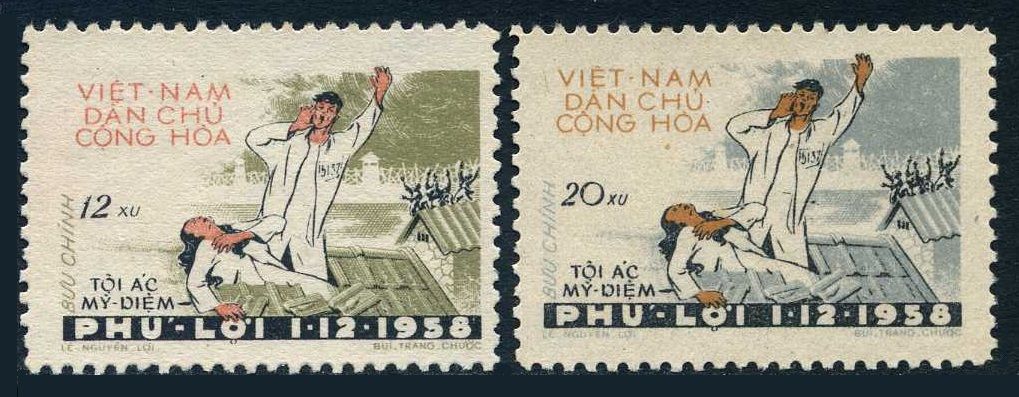 VIỆT·NAM
DÂN CHỦ
CỘNG HÒA
15132
12 XU
BƯU CHÍNH
TỘI ÁC
MỸ-DIỆM
PHÚ-LỢI 1·12·1958
LÊ-NGUYÊN LỢI
BÙI.TRANG.CHƯỚC
VIỆT·NAM
DÂN CHỦ
CỘNG HÒA
15132
20 XU
BƯU CHÍNH
TỘI ÁC
MỸ-DIỆM
PHÚ-LỢI 1·12·1958
LÊ-NGUYÊN LỢI
BÙI.TRANG.CHƯỚC